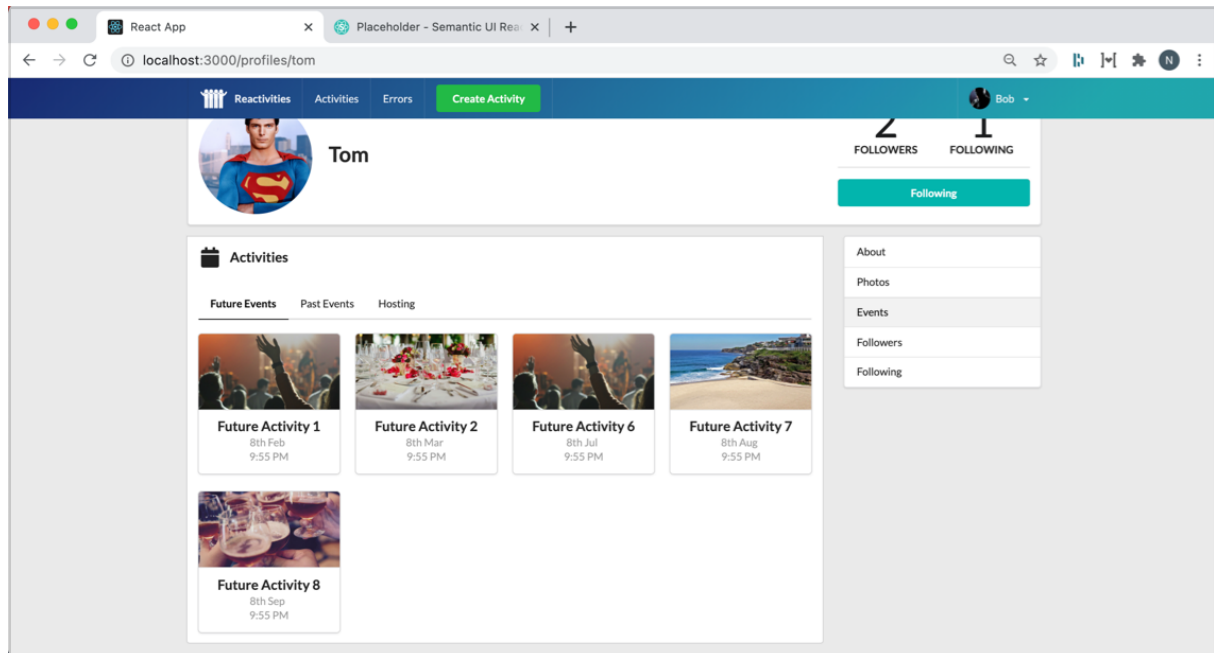 React App
Placeholder - Semantic UI Rea
localhost:3000/profiles/tom
N
Reactivities Activities Errors Create Activity Bob
Tom
2 1
FOLLOWERS FOLLOWING
Following
Activities
Future Events Past Events Hosting
Future Activity 1
8th Feb
9:55 PM
Future Activity 2
8th Mar
9:55 PM
Future Activity 6
8th Jul
9:55 PM
Future Activity 7
8th Aug
9:55 PM
Future Activity 8
8th Sep
9:55 PM
About
Photos
Events
Followers
Following